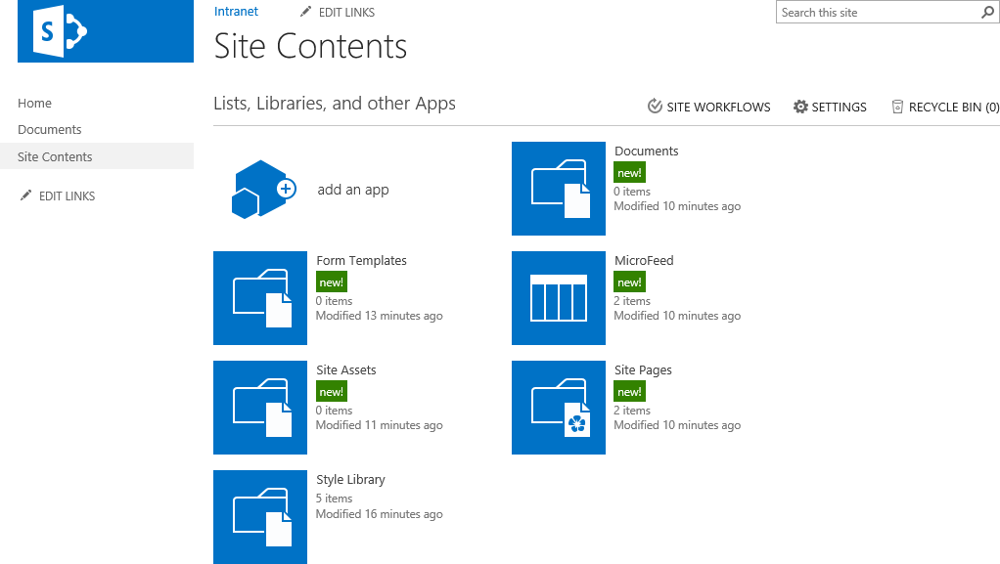 S
Intranet
EDIT LINKS
Search this site
Site Contents
Home
Documents
Site Contents
EDIT LINKS
Lists, Libraries, and other Apps
SITE WORKFLOWS
SETTINGS
RECYCLE BIN (0)
add an app
Documents
new!
0 items
Modified 10 minutes ago
Form Templates
new!
0 items
Modified 13 minutes ago
MicroFeed
new!
2 items
Modified 10 minutes ago
Site Assets
new!
0 items
Modified 11 minutes ago
Site Pages
new!
2 items
Modified 10 minutes ago
Style Library
5 items
Modified 16 minutes ago